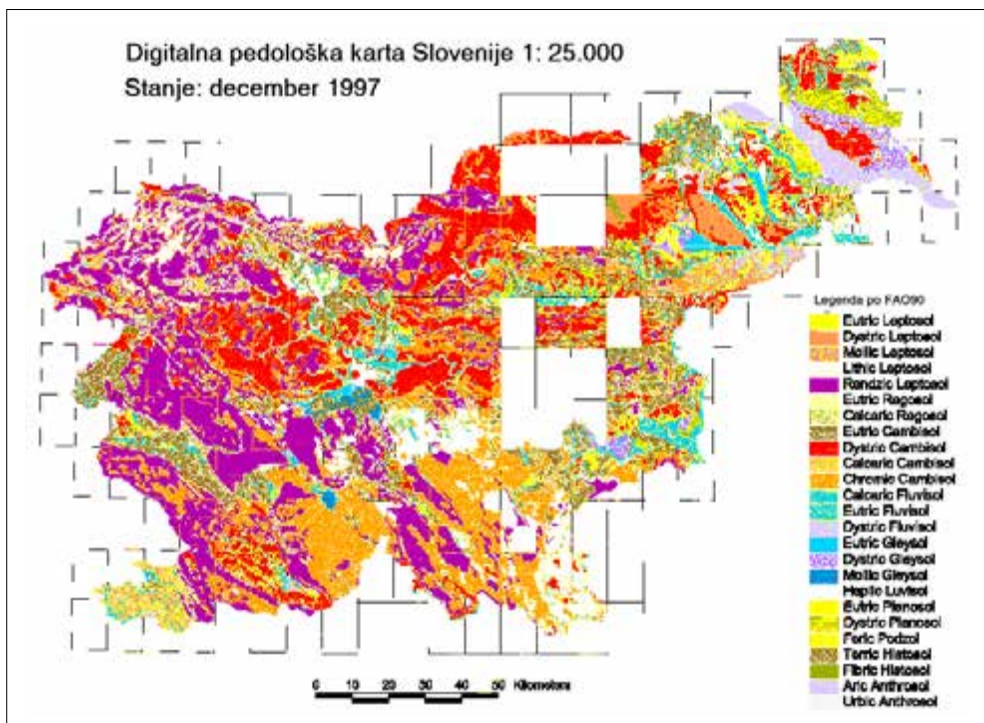 Digitalna pedološka karta Slovenije 1: 25.000
Stanje: december 1997
Legenda po FAO90
Eutric Leptosol
Dystric Leptosol
Mollic Leptosol
Lithic Leptosol
Rendzic Leptosol
Eutric Regosol
Calcaric Regosol
Eutric Cambisol
Dystric Cambisol
Calcaric Cambisol
Chromic Cambisol
Calcaric Fluvisol
Eutric Fluvisol
Dystric Fluvisol
Eutric Gleysol
Dystric Gleysol
Mollic Gleysol
Haplic Luvisol
Eutric Planosol
Dystric Planosol
Feric Podzol
Terric Histosol
Fibric Histosol
Aric Anthrosol
Urbic Anthrosol
0 10 20 30 40 50 Kilometers